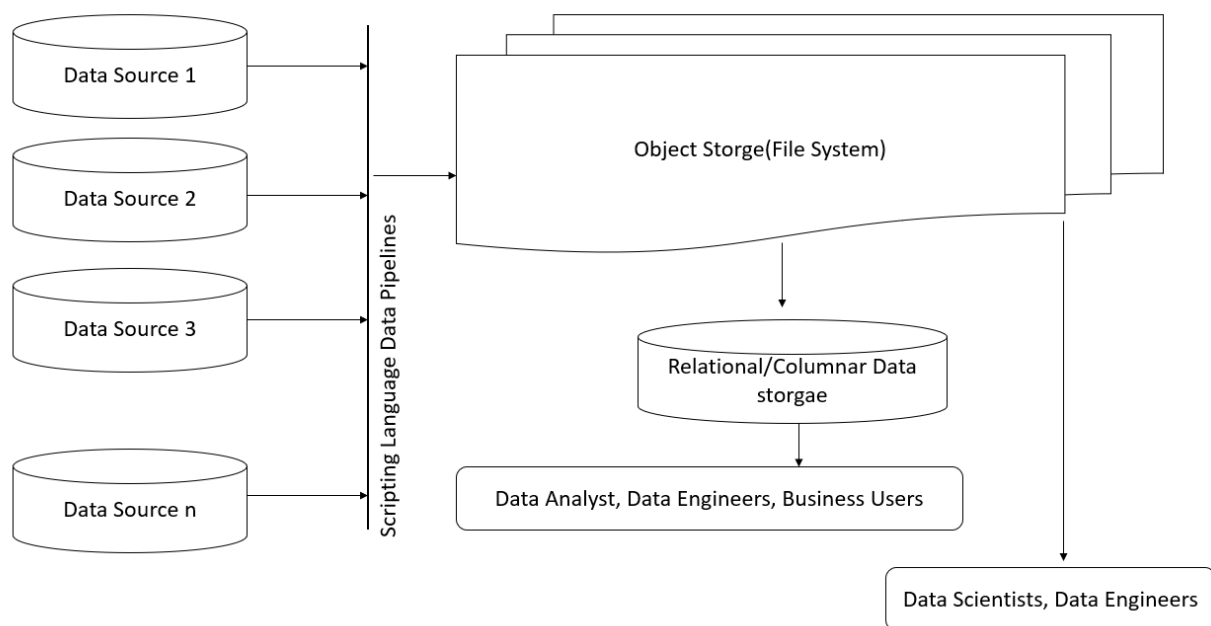 Data Source 1
Data Source 2
Data Source 3
Data Source n
Scripting Language Data Pipelines
Object Storge(File System)
Relational/Columnar Data
storgae
Data Analyst, Data Engineers, Business Users
Data Scientists, Data Engineers